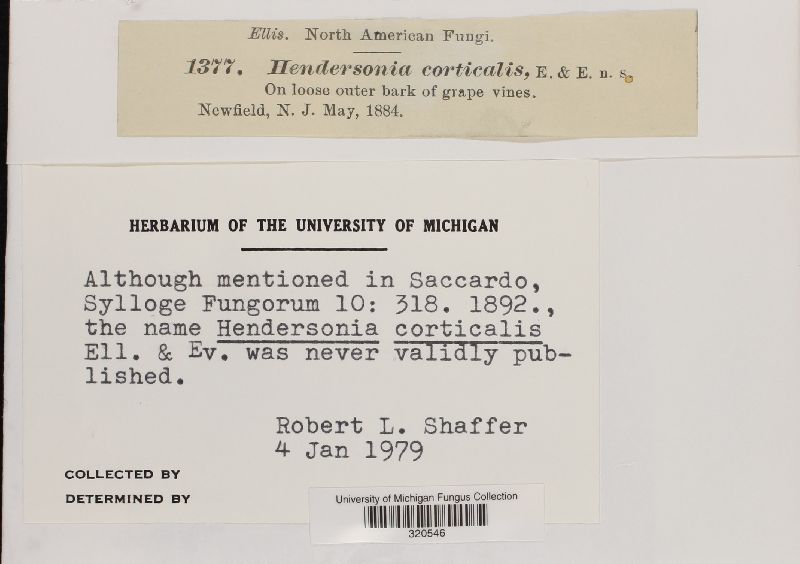 Ellis. North American Fungi.
1377. Hendersonia corticalis, E. & E. n. s.
On loose outer bark of grape vines.
Newfield, N. J. May, 1884.
HERBARIUM OF THE UNIVERSITY OF MICHIGAN
Although mentioned in Saccardo,
Sylloge Fungorum 10: 318. 1892.,
the name Hendersonia corticalis
Ell. & Ev. was never validly pub-
lished.
Robert L. Shaffer
4 Jan 1979
COLLECTED BY
DETERMINED BY
University of Michigan Fungus Collection
320546